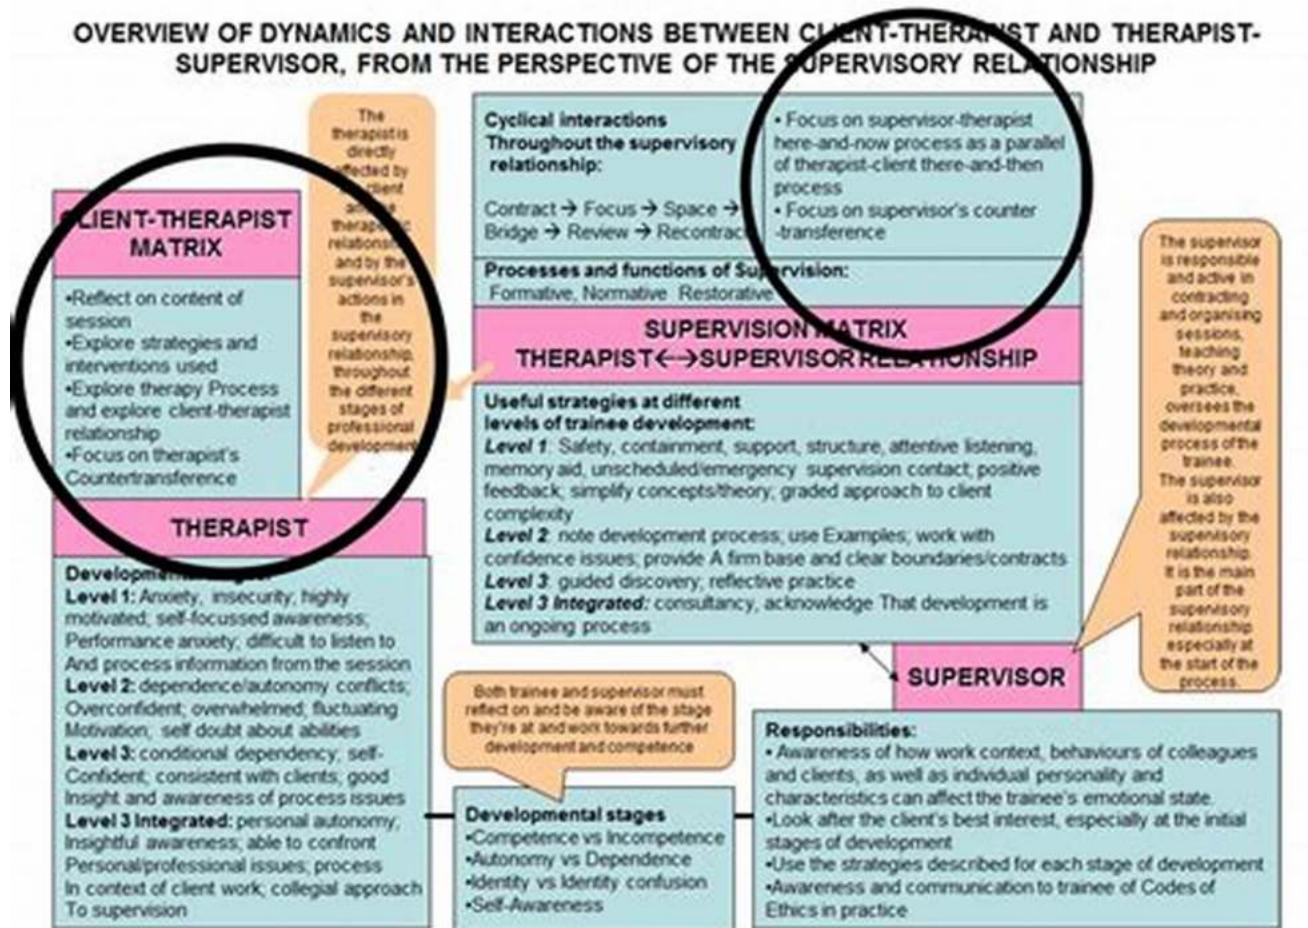 OVERVIEW OF DYNAMICS AND INTERACTIONS BETWEEN CLIENT-THERAPIST AND THERAPIST-
SUPERVISOR, FROM THE PERSPECTIVE OF THE SUPERVISORY RELATIONSHIP
The
therapist is
directly
affected by
the client
and the
therapeutic
relationship
and by the
supervisor's
actions in
the
supervisory
relationship,
throughout
the different
stages of
professional
development
CLIENT-THERAPIST
MATRIX
•Reflect on content of
session
•Explore strategies and
interventions used
•Explore therapy Process
and explore client-therapist
relationship
•Focus on therapist's
Countertransference
THERAPIST
Developmental
Level 1: Anxiety, insecurity; highly
motivated; self-focussed awareness;
Performance anxiety; difficult to listen to
And process information from the session
Level 2: dependence/autonomy conflicts;
Overconfident; overwhelmed; fluctuating
Motivation; self doubt about abilities
Level 3: conditional dependency; self-
Confident; consistent with clients; good
Insight and awareness of process issues
Level 3 Integrated: personal autonomy;
Insightful awareness; able to confront
Personal/professional issues; process
In context of client work; collegial approach
To supervision
Cyclical interactions
Throughout the supervisory
relationship:
Contract → Focus → Space →
Bridge → Review → Recontract
• Focus on supervisor-therapist
here-and-now process as a parallel
of therapist-client there-and-then
process
• Focus on supervisor's counter
-transference
Processes and functions of Supervision:
Formative, Normative Restorative
SUPERVISION MATRIX
THERAPIST←→SUPERVISOR RELATIONSHIP
Useful strategies at different
levels of trainee development:
Level 1: Safety, containment, support, structure, attentive listening,
memory aid, unscheduled/emergency supervision contact; positive
feedback; simplify concepts/theory; graded approach to client
complexity
Level 2: note development process; use Examples; work with
confidence issues; provide A firm base and clear boundaries/contracts
Level 3: guided discovery; reflective practice
Level 3 Integrated: consultancy, acknowledge That development is
an ongoing process
The supervisor
is responsible
and active in
contracting
and organising
sessions,
teaching
theory and
practice,
oversees the
developmental
process of the
trainee.
The supervisor
is also
affected by the
supervisory
relationship.
It is the main
part of the
supervisory
relationship
especially at
the start of the
process.
SUPERVISOR
Responsibilities:
• Awareness of how work context, behaviours of colleagues
and clients, as well as individual personality and
characteristics can affect the trainee's emotional state.
•Look after the client's best interest, especially at the initial
stages of development
•Use the strategies described for each stage of development
•Awareness and communication to trainee of Codes of
Ethics in practice
Both trainee and supervisor must
reflect on and be aware of the stage
they're at and work towards further
development and competence
Developmental stages
•Competence vs Incompetence
•Autonomy vs Dependence
•Identity vs Identity confusion
•Self-Awareness